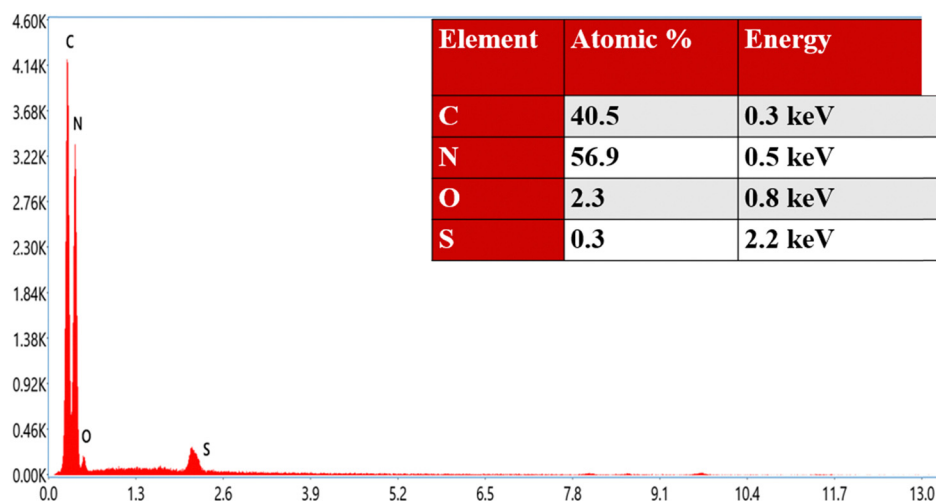 4.60K
C
4.14K
3.68K
N
3.22K
2.76K
2.30K
1.84K
1.38K
0.92K
0.46K
O
S
0.00K
0.0 1.3 2.6 3.9 5.2 6.5 7.8 9.1 10.4 11.7 13.0
Element Atomic % Energy
C 40.5 0.3 keV
N 56.9 0.5 keV
O 2.3 0.8 keV
S 0.3 2.2 keV